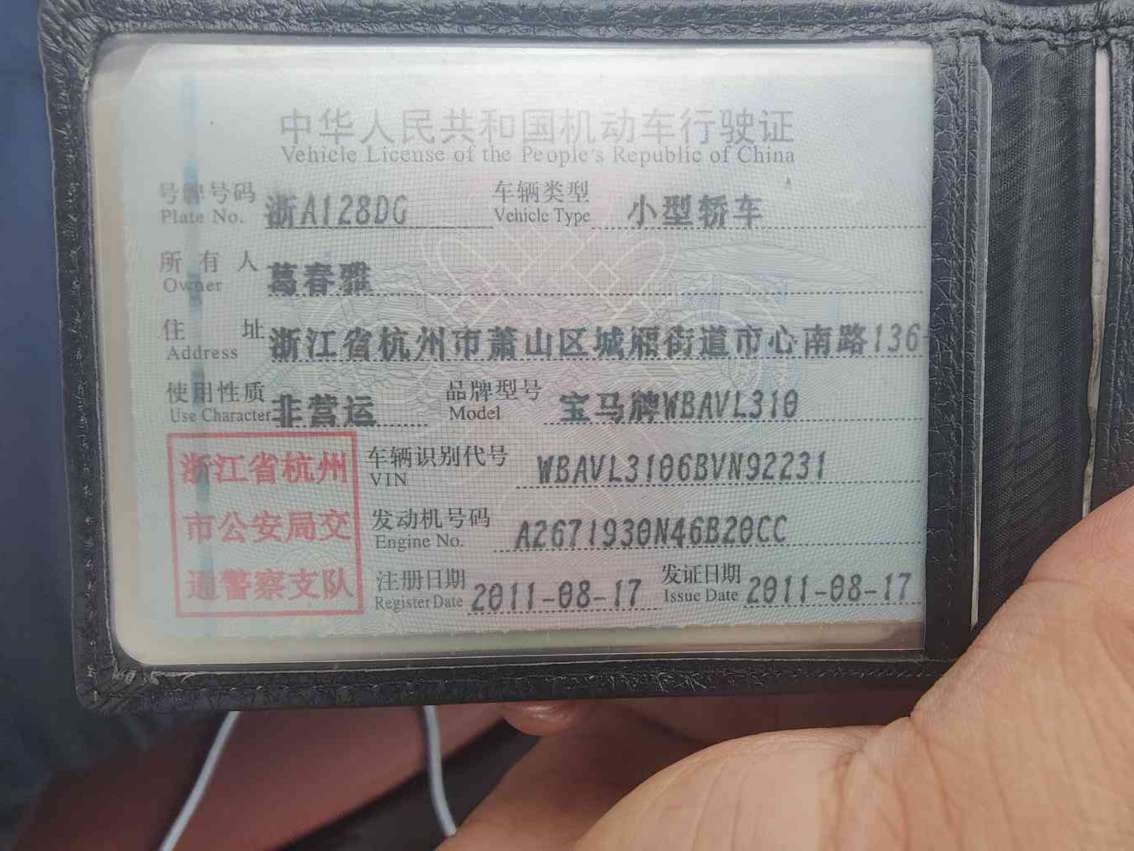 中华人民共和国机动车行驶证
Vehicle License of the People's Republic of China
号牌号码 浙A128DG 车辆类型 小型轿车
Plate No. Vehicle Type
所有人 葛春雅
Owner
住址 浙江省杭州市萧山区城厢街道市心南路136-
Address
使用性质 非营运 品牌型号 宝马牌WBAVL310
Use Character Model
浙江省杭州 车辆识别代号 WBAVL3106BVN92231
VIN
市公安局交 发动机号码 A2671930N46B20CC
Engine No.
通警察支队 注册日期 2011-08-17 发证日期 2011-08-17
Register Date Issue Date